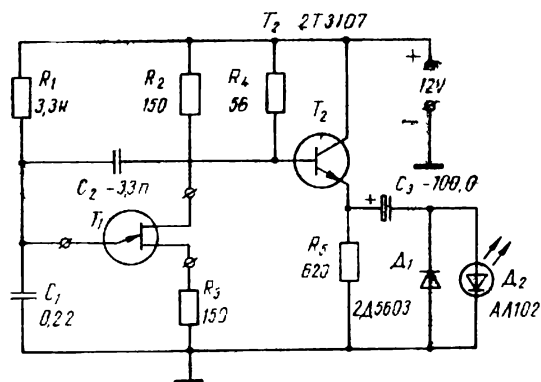 T₂ 2T3107
R₁
3,3к
R₂
150
R₄
56
T₂
+
12V
−
C₂ -3,3п
+
C₃ -100,0
T₁
R₅
620
Д₁
2Д5603
Д₂
АЛ102
C₁
0,22
R₃
150